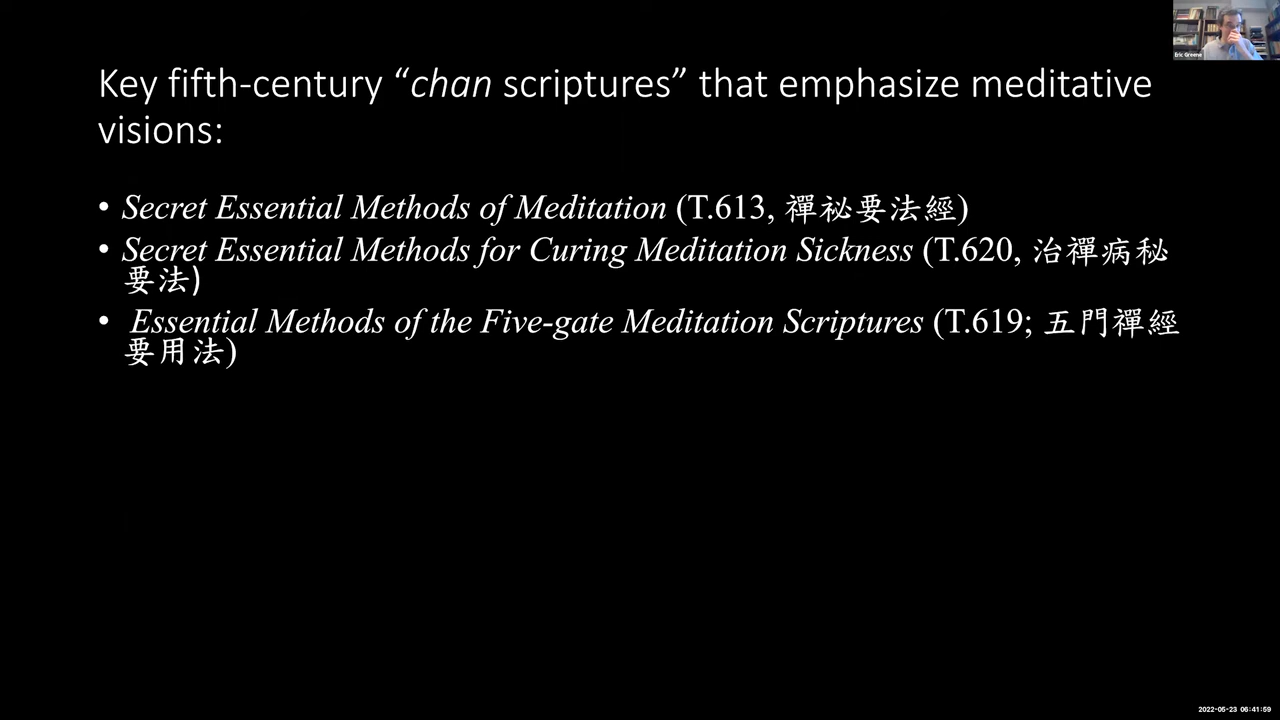 Key fifth-century “chan scriptures” that emphasize meditative
visions:
• Secret Essential Methods of Meditation (T.613, 禪祕要法經)
• Secret Essential Methods for Curing Meditation Sickness (T.620, 治禪病秘
要法)
• Essential Methods of the Five-gate Meditation Scriptures (T.619; 五門禪經
要用法)
Eric Greene
2022-05-23 06:41:59